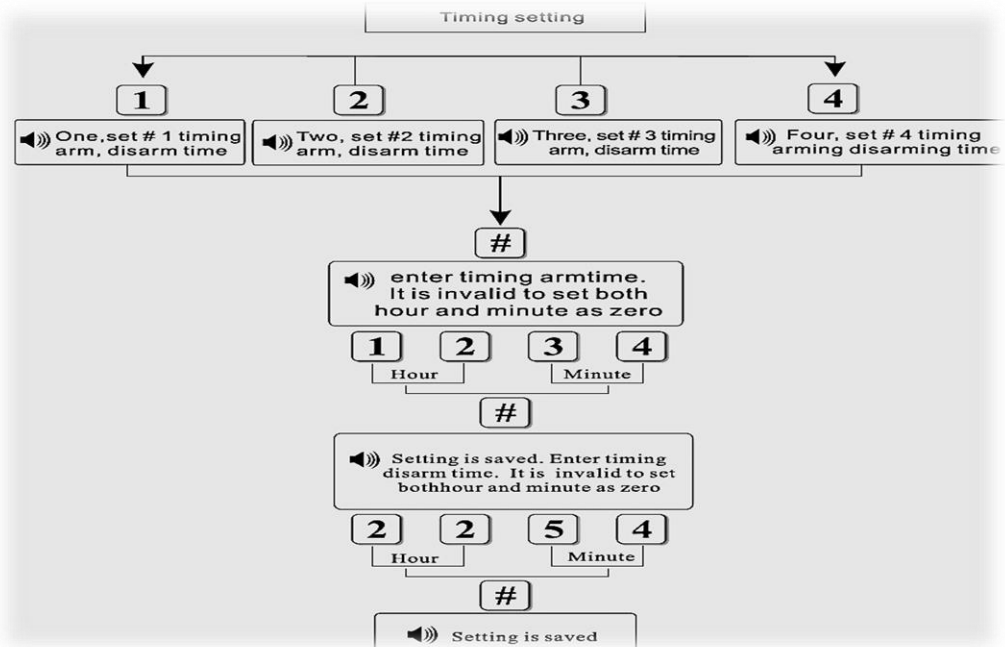 Timing setting
1
2
3
4
One,set # 1 timing
arm, disarm time
Two, set #2 timing
arm, disarm time
Three, set # 3 timing
arm, disarm time
Four, set # 4 timing
arming disarming time
#
enter timing armtime.
It is invalid to set both
hour and minute as zero
1 2 3 4
Hour Minute
#
Setting is saved. Enter timing
disarm time. It is invalid to set
bothhour and minute as zero
2 2 5 4
Hour Minute
#
Setting is saved